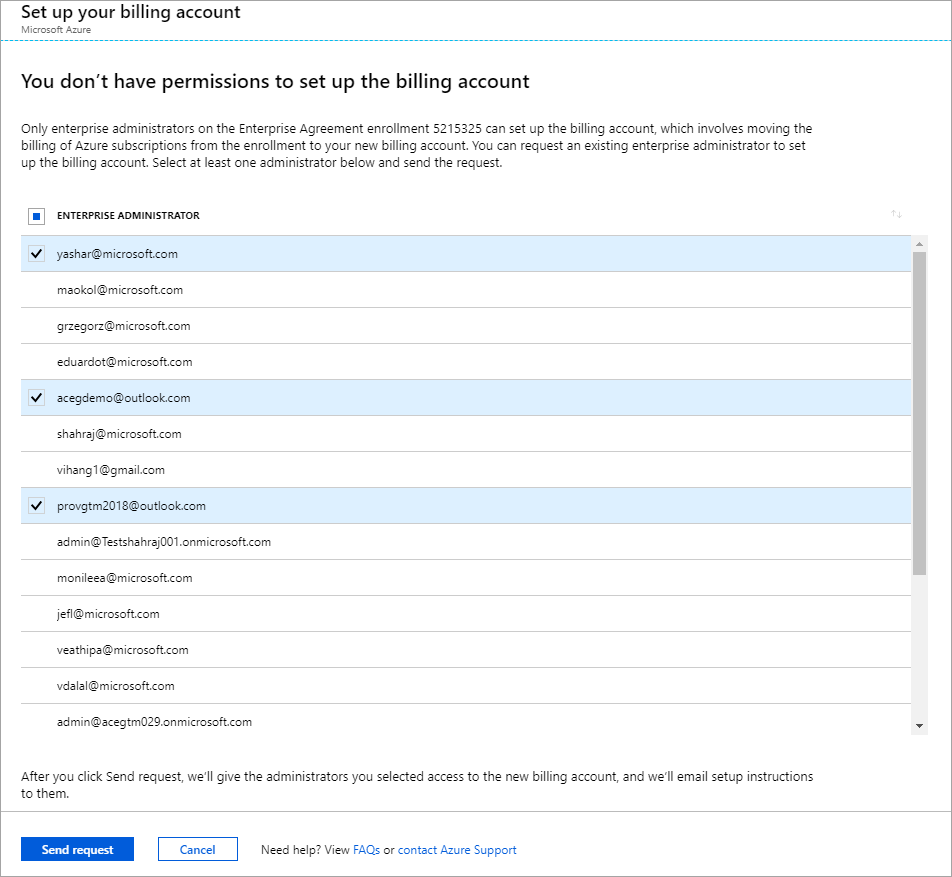 Set up your billing account
Microsoft Azure
You don't have permissions to set up the billing account
Only enterprise administrators on the Enterprise Agreement enrollment 5215325 can set up the billing account, which involves moving the
billing of Azure subscriptions from the enrollment to your new billing account. You can request an existing enterprise administrator to set
up the billing account. Select at least one administrator below and send the request.
ENTERPRISE ADMINISTRATOR
yashar@microsoft.com
maokol@microsoft.com
grzegorz@microsoft.com
eduardot@microsoft.com
acegdemo@outlook.com
shahraj@microsoft.com
vihang1@gmail.com
provgtm2018@outlook.com
admin@Testshahraj001.onmicrosoft.com
monileea@microsoft.com
jefl@microsoft.com
veathipa@microsoft.com
vdalal@microsoft.com
admin@acegtm029.onmicrosoft.com
After you click Send request, we'll give the administrators you selected access to the new billing account, and we'll email setup instructions
to them.
Send request Cancel Need help? View FAQs or contact Azure Support